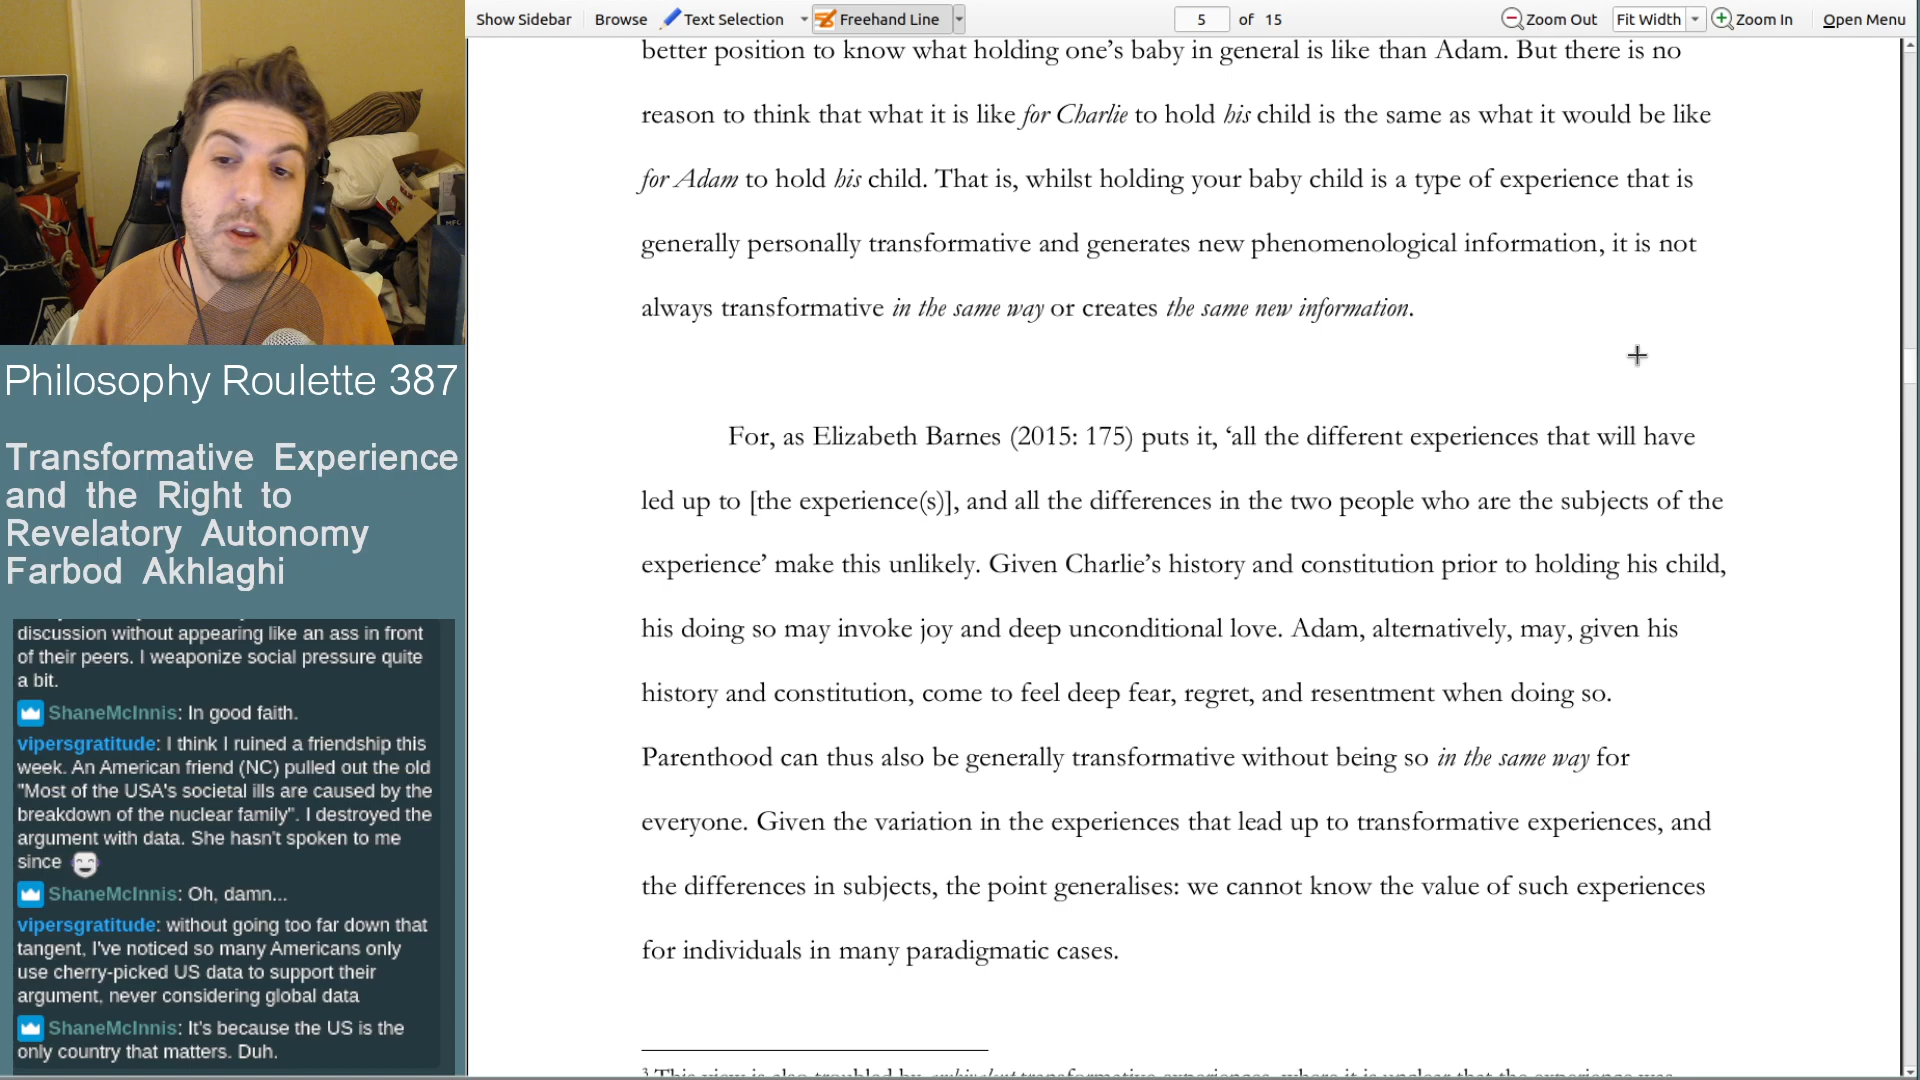 Show Sidebar Browse Text Selection Freehand Line 5 of 15 Zoom Out Fit Width Zoom In Open Menu
better position to know what holding one's baby in general is like than Adam. But there is no
reason to think that what it is like for Charlie to hold his child is the same as what it would be like
for Adam to hold his child. That is, whilst holding your baby child is a type of experience that is
generally personally transformative and generates new phenomenological information, it is not
always transformative in the same way or creates the same new information.
For, as Elizabeth Barnes (2015: 175) puts it, ‘all the different experiences that will have
led up to [the experience(s)], and all the differences in the two people who are the subjects of the
experience’ make this unlikely. Given Charlie’s history and constitution prior to holding his child,
his doing so may invoke joy and deep unconditional love. Adam, alternatively, may, given his
history and constitution, come to feel deep fear, regret, and resentment when doing so.
Parenthood can thus also be generally transformative without being so in the same way for
everyone. Given the variation in the experiences that lead up to transformative experiences, and
the differences in subjects, the point generalises: we cannot know the value of such experiences
for individuals in many paradigmatic cases.
3 This view is also troubled by ambivalent transformative experiences, where it is unclear that the experience was
Philosophy Roulette 387
Transformative Experience
and the Right to
Revelatory Autonomy
Farbod Akhlaghi
discussion without appearing like an ass in front
of their peers. I weaponize social pressure quite
a bit.
ShaneMcInnis: In good faith.
vipersgratitude: I think I ruined a friendship this
week. An American friend (NC) pulled out the old
"Most of the USA's societal ills are caused by the
breakdown of the nuclear family". I destroyed the
argument with data. She hasn't spoken to me
since
ShaneMcInnis: Oh, damn...
vipersgratitude: without going too far down that
tangent, I've noticed so many Americans only
use cherry-picked US data to support their
argument, never considering global data
ShaneMcInnis: It's because the US is the
only country that matters. Duh.